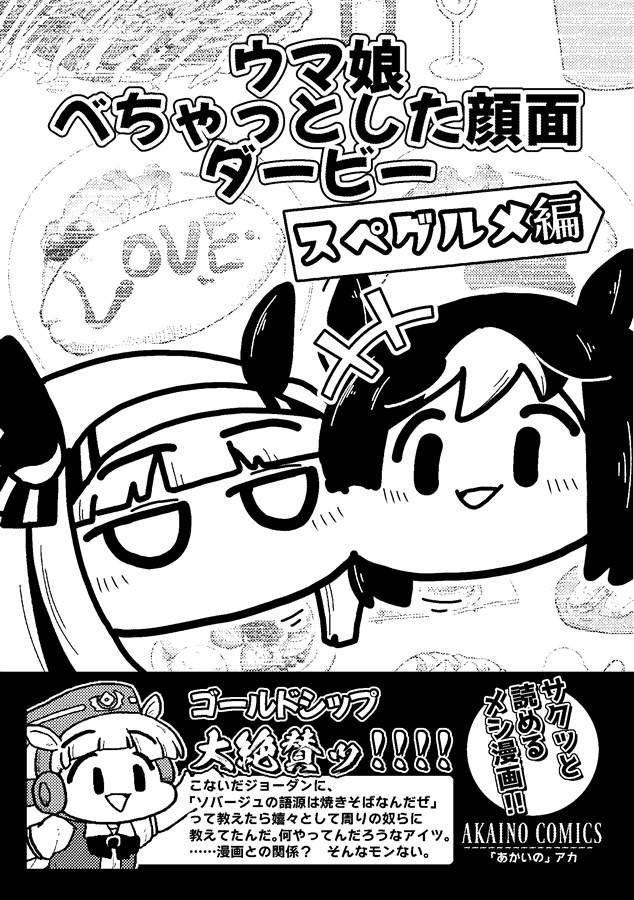 ウマ娘
べちゃっとした顔面
ダービー
スペグルメ編
LOVE
ゴールドシップ
大絶賛ッ!!!!
こないだジョーダンに、
「ソバージュの語源は焼きそばなんだぜ」
って教えたら嬉々として周りの奴らに
教えてたんだ。何やってんだろうなアイツ。
……漫画との関係？　そんなモンない。
サクッと
読める
メシ漫画!!
AKAINO COMICS
「あかいの」アカ